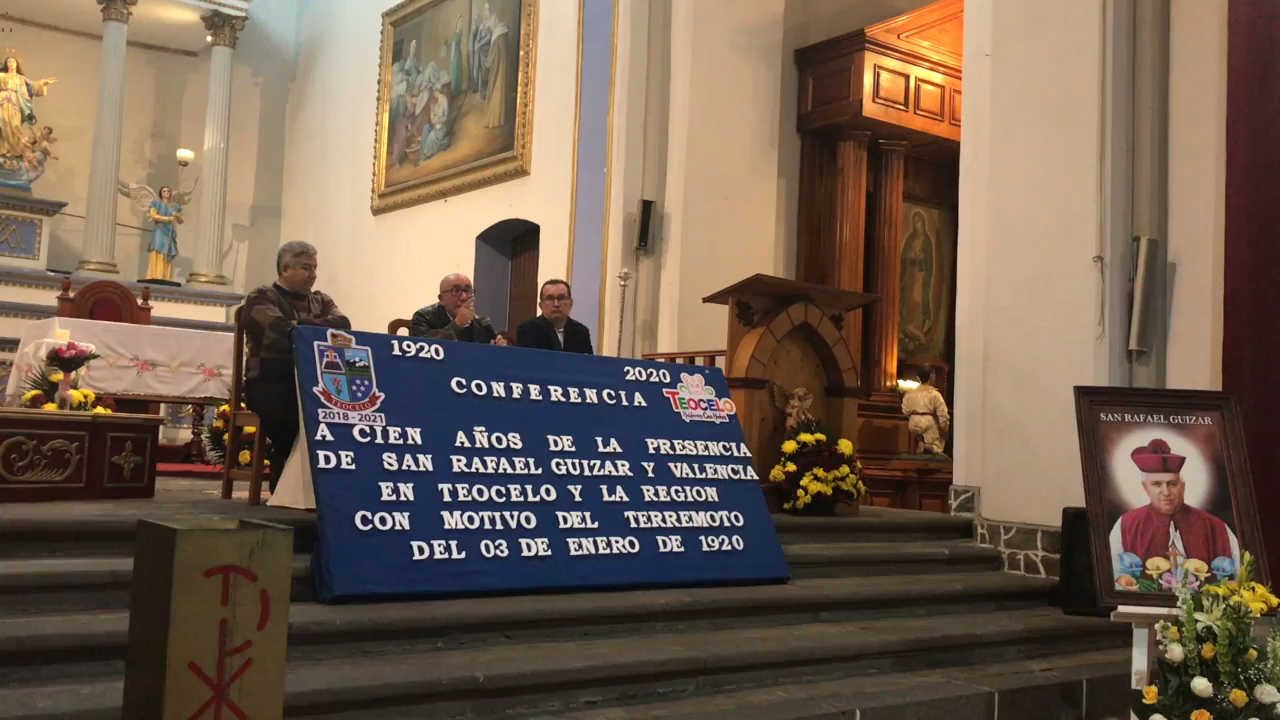 1920
2020
CONFERENCIA
TEOCELO
2018 - 2021
TEOCELO
A CIEN AÑOS DE LA PRESENCIA
DE SAN RAFAEL GUIZAR Y VALENCIA
EN TEOCELO Y LA REGION
CON MOTIVO DEL TERREMOTO
DEL 03 DE ENERO DE 1920
SAN RAFAEL GUIZAR